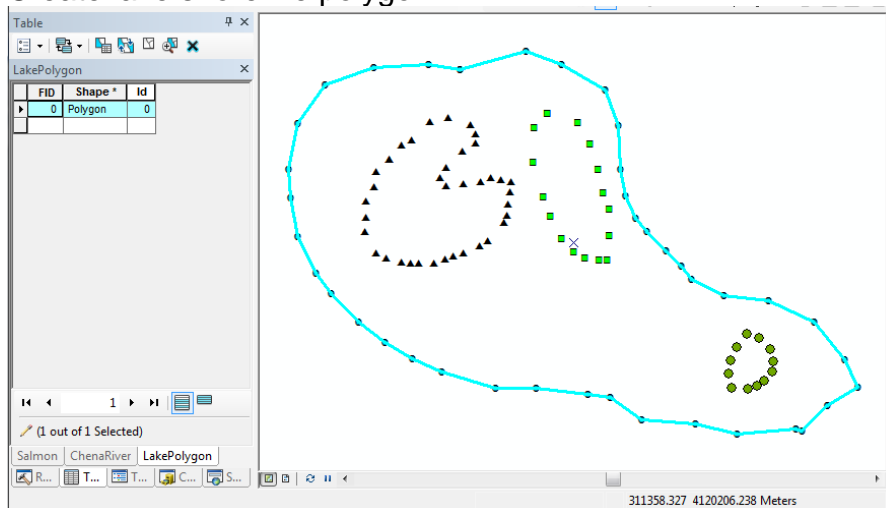 Table
LakePolygon
FID Shape * Id
0 Polygon 0
1
(1 out of 1 Selected)
Salmon ChenaRiver LakePolygon
R... T... T... C... S...
311358.327 4120206.238 Meters